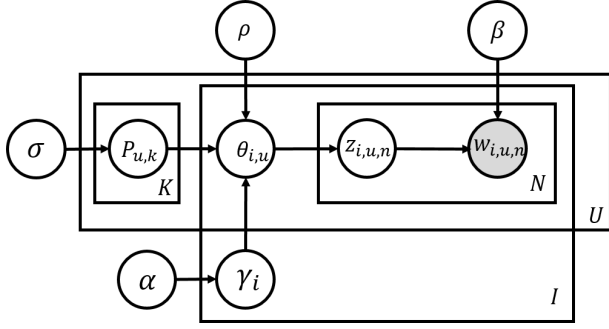 ρ
β
σ
P_{u,k}
θ_{i,u}
z_{i,u,n}
w_{i,u,n}
K
N
U
α
γ_i
I